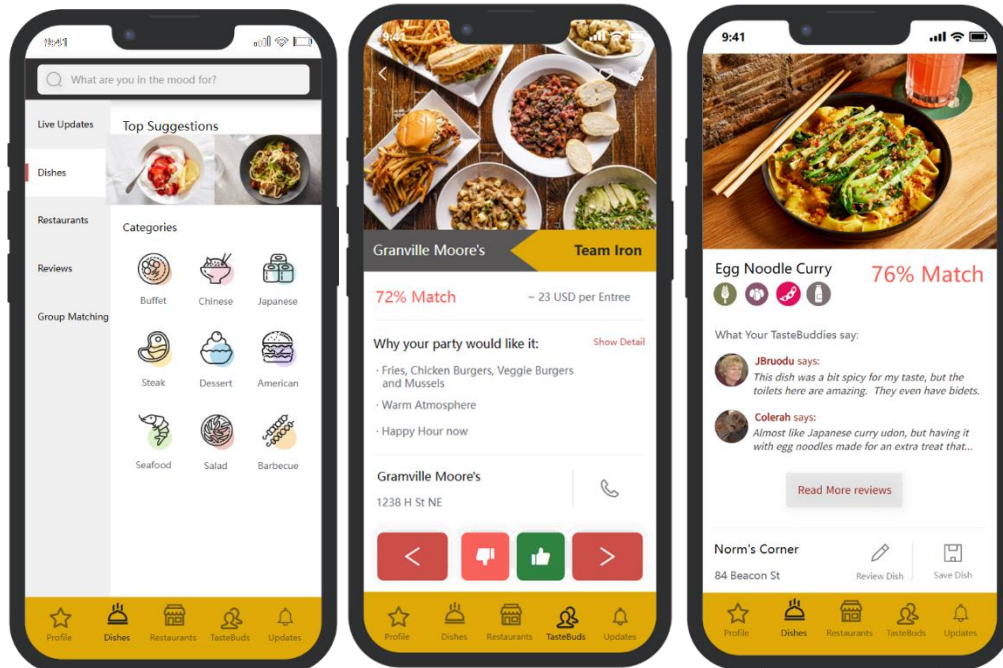 What are you in the mood for?
Live Updates
Dishes
Restaurants
Reviews
Group Matching
Top Suggestions
Categories
Buffet
Chinese
Japanese
Steak
Dessert
American
Seafood
Salad
Barbecue
Profile
Dishes
Restaurants
TasteBuds
Updates
9:41
Granville Moore's
Team Iron
72% Match
~ 23 USD per Entree
Why your party would like it:
Show Detail
· Fries, Chicken Burgers, Veggie Burgers
and Mussels
· Warm Atmosphere
· Happy Hour now
Gramville Moore's
1238 H St NE
Profile
Dishes
Restaurants
TasteBuds
Updates
9:41
Egg Noodle Curry
76% Match
What Your TasteBuddies say:
JBruodu says:
This dish was a bit spicy for my taste, but the
toilets here are amazing. They even have bidets.
Colerah says:
Almost like Japanese curry udon, but having it
with egg noodles made for an extra treat that...
Read More reviews
Norm's Corner
84 Beacon St
Review Dish
Save Dish
Profile
Dishes
Restaurants
TasteBuds
Updates